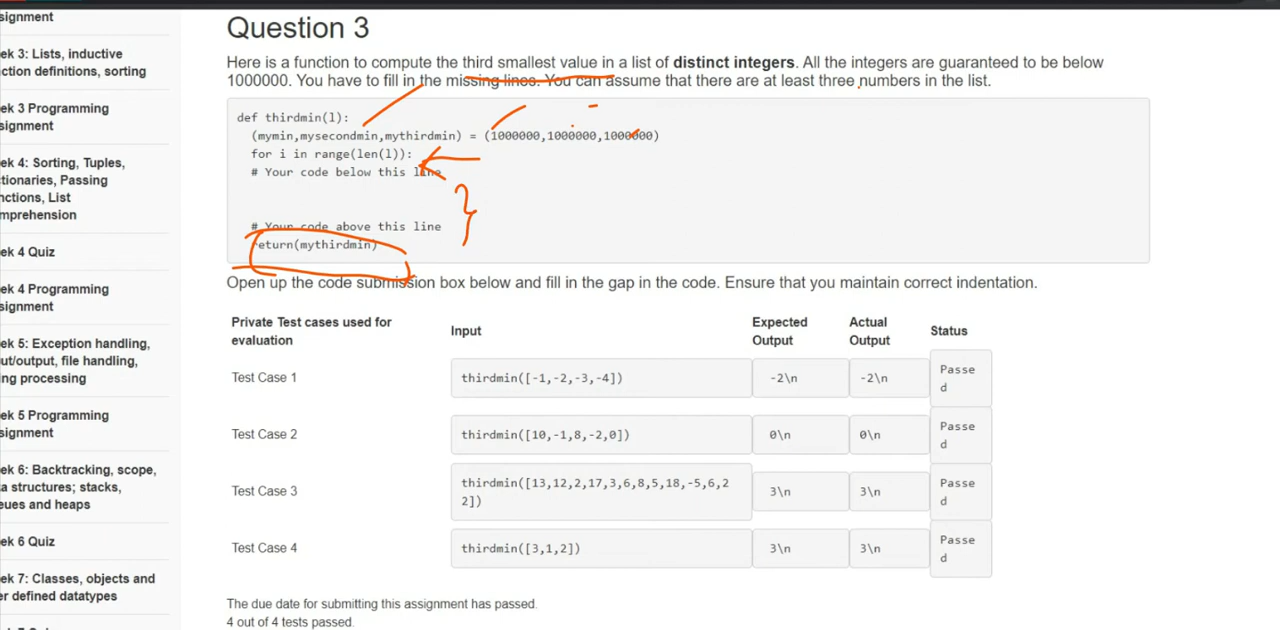 signment
ek 3: Lists, inductive
ction definitions, sorting
ek 3 Programming
signment
ek 4: Sorting, Tuples,
ctionaries, Passing
nctions, List
mprehension
ek 4 Quiz
ek 4 Programming
signment
ek 5: Exception handling,
ut/output, file handling,
ing processing
ek 5 Programming
signment
ek 6: Backtracking, scope,
a structures; stacks,
eues and heaps
ek 6 Quiz
ek 7: Classes, objects and
er defined datatypes
Question 3
Here is a function to compute the third smallest value in a list of distinct integers. All the integers are guaranteed to be below
1000000. You have to fill in the missing lines. You can assume that there are at least three numbers in the list.
def thirdmin(l):
(mymin,mysecondmin,mythirdmin) = (1000000,1000000,1000000)
for i in range(len(l)):
# Your code below this line
# Your code above this line
return(mythirdmin)
Open up the code submission box below and fill in the gap in the code. Ensure that you maintain correct indentation.
Private Test cases used for
evaluation
Input
Expected
Output
Actual
Output
Status
Test Case 1
thirdmin([-1,-2,-3,-4])
-2\n
-2\n
Passe
d
Test Case 2
thirdmin([10,-1,8,-2,0])
0\n
0\n
Passe
d
Test Case 3
thirdmin([13,12,2,17,3,6,8,5,18,-5,6,2
2])
3\n
3\n
Passe
d
Test Case 4
thirdmin([3,1,2])
3\n
3\n
Passe
d
The due date for submitting this assignment has passed.
4 out of 4 tests passed.